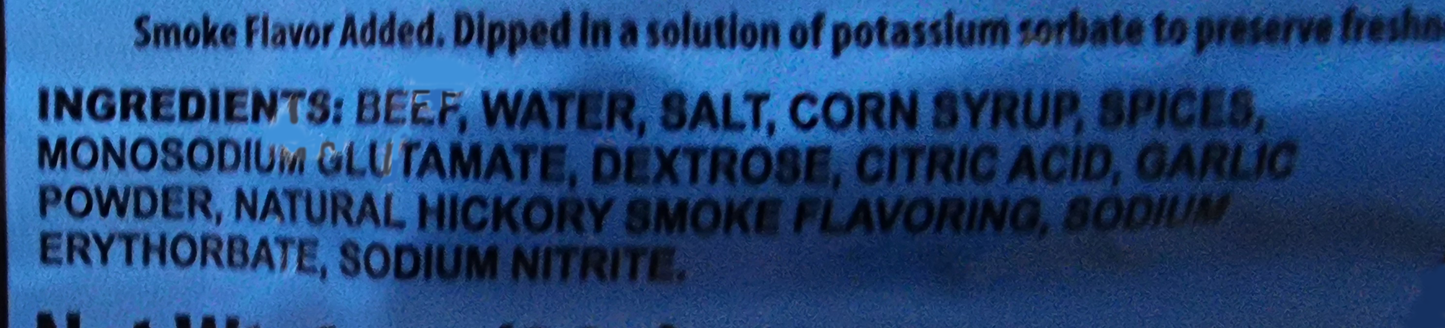 Smoke Flavor Added. Dipped in a solution of potassium sorbate to preserve
INGREDIENTS: BEEF, WATER, SALT, CORN SYRUP, SPICES,
MONOSODIUM GLUTAMATE, DEXTROSE, CITRIC ACID, GARLIC
POWDER, NATURAL HICKORY SMOKE FLAVORING, SODIUM
ERYTHORBATE, SODIUM NITRITE.